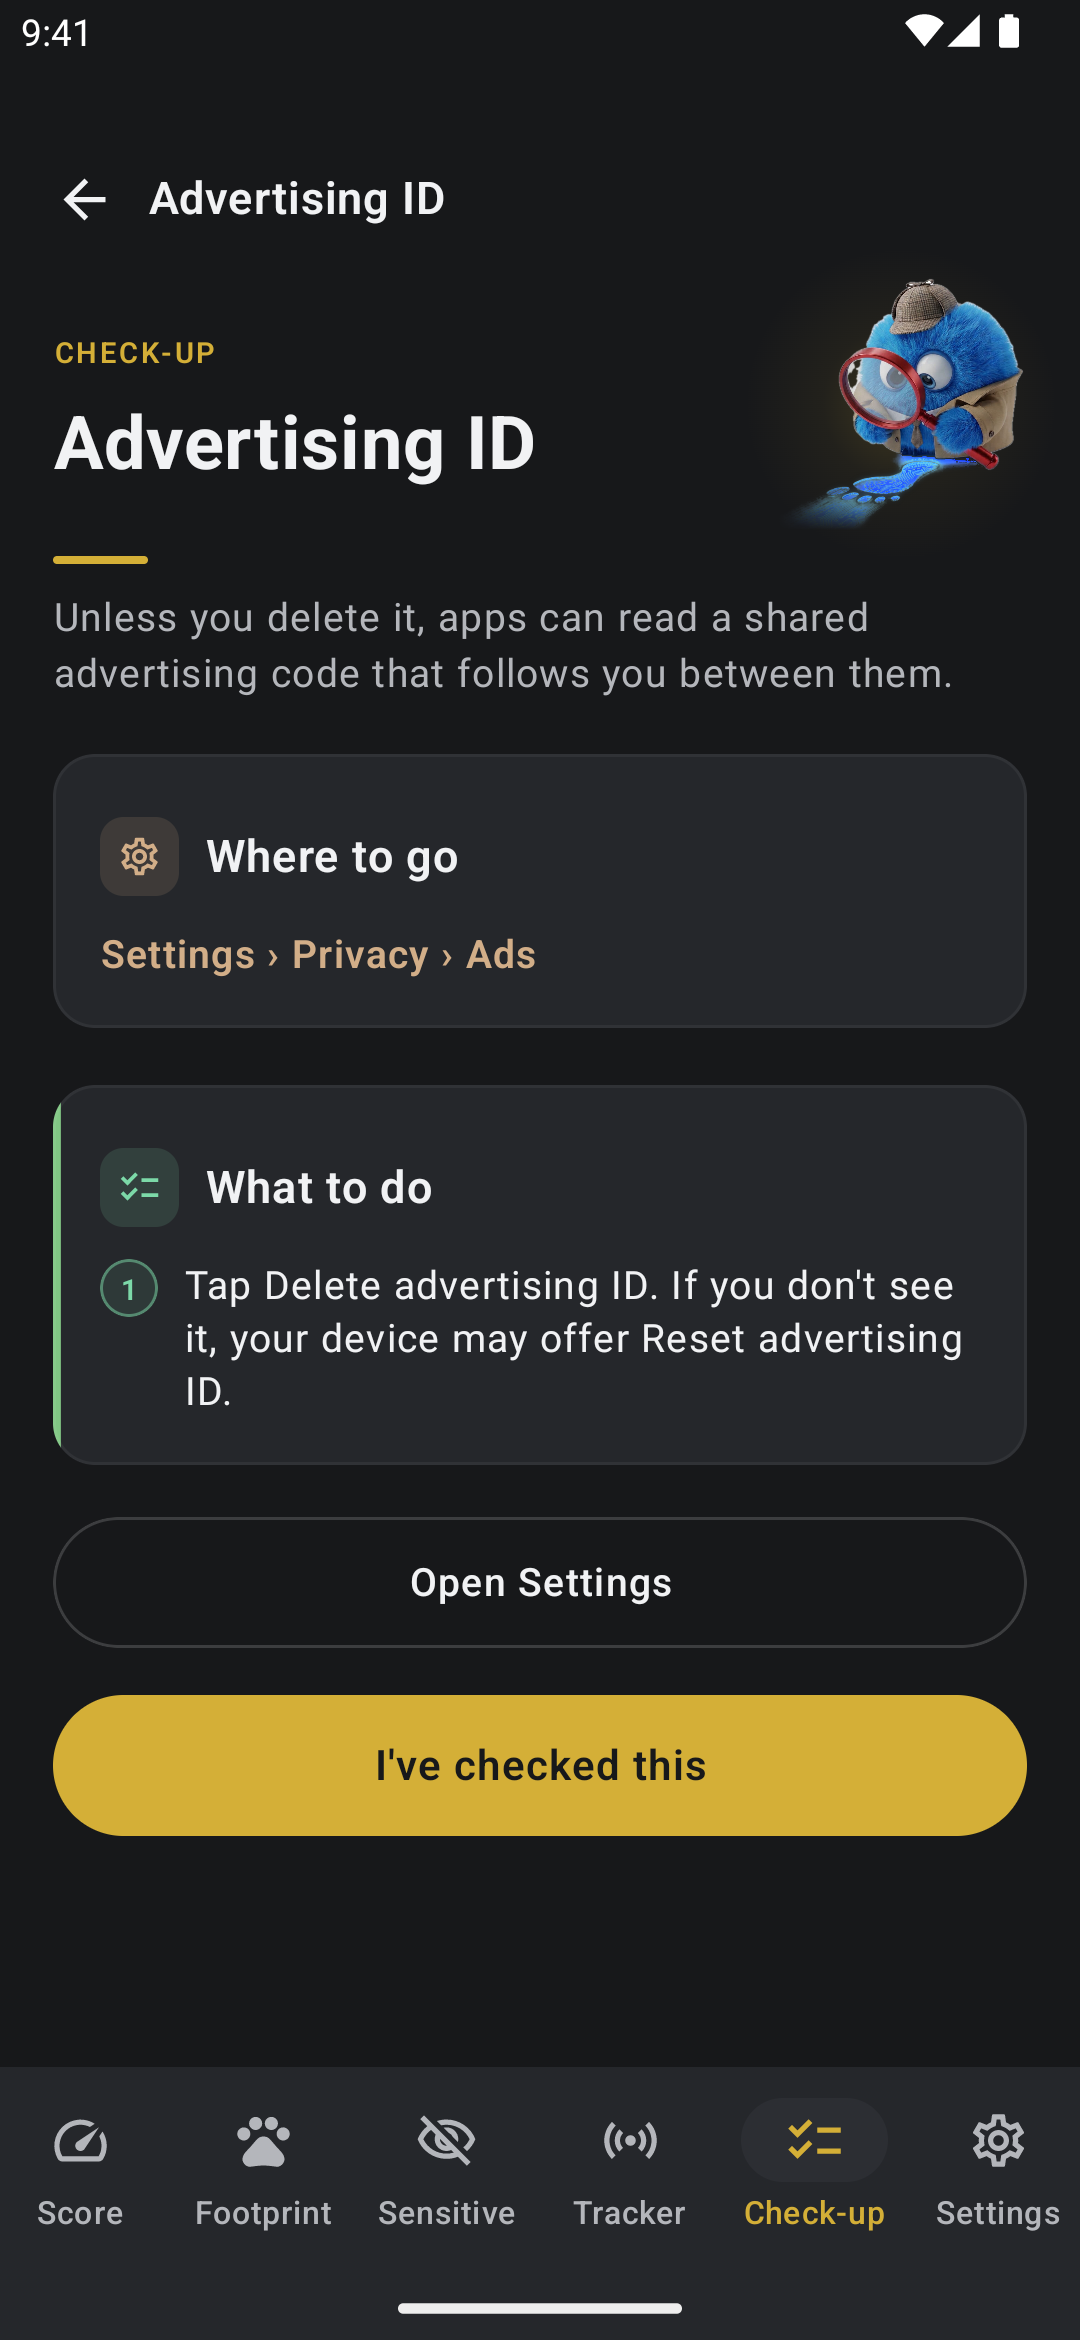 9:41
Advertising ID
CHECK-UP
Advertising ID
Unless you delete it, apps can read a shared
advertising code that follows you between them.
Where to go
Settings › Privacy › Ads
What to do
1 Tap Delete advertising ID. If you don't see
it, your device may offer Reset advertising
ID.
Open Settings
I've checked this
Score Footprint Sensitive Tracker Check-up Settings